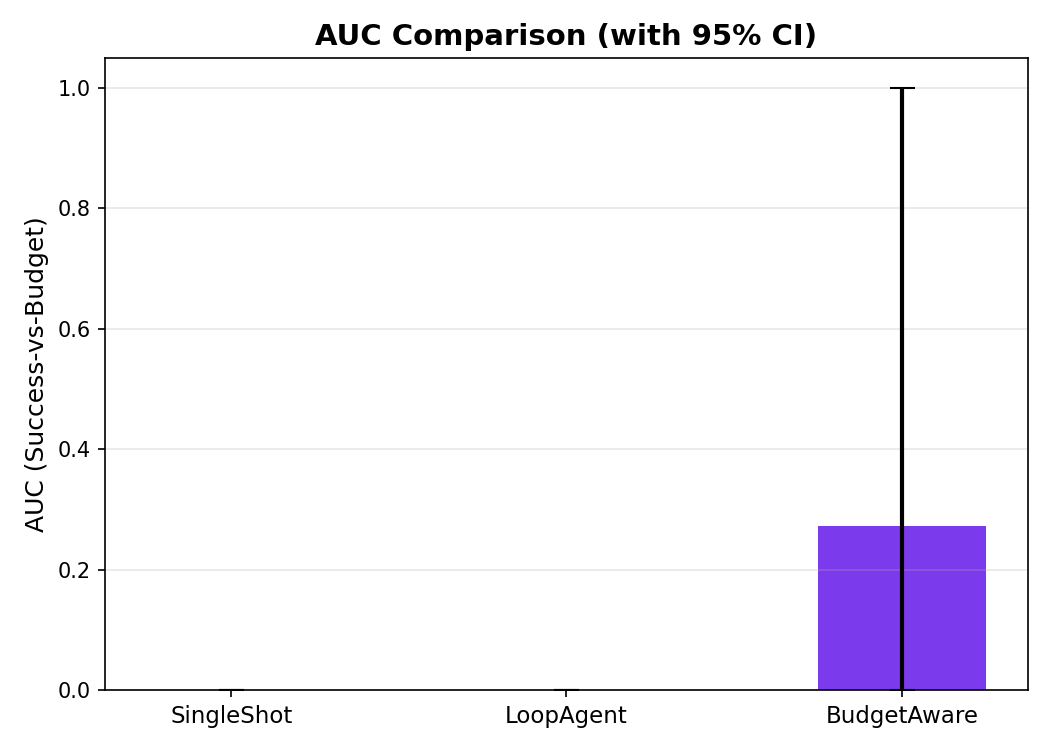 AUC Comparison (with 95% CI)
AUC (Success-vs-Budget)
1.0
0.8
0.6
0.4
0.2
0.0
SingleShot
LoopAgent
BudgetAware